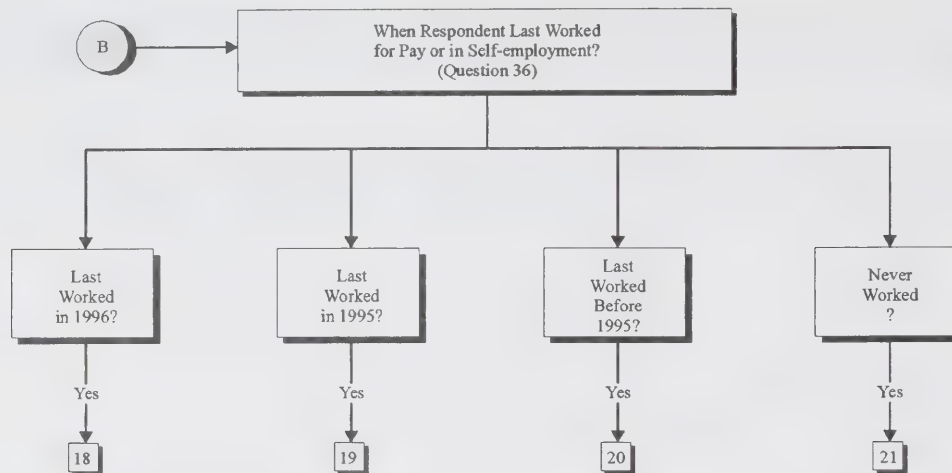 B
When Respondent Last Worked
for Pay or in Self-employment?
(Question 36)
Last
Worked
in 1996?
Last
Worked
in 1995?
Last
Worked
Before
1995?
Never
Worked
?
Yes
Yes
Yes
Yes
18
19
20
21